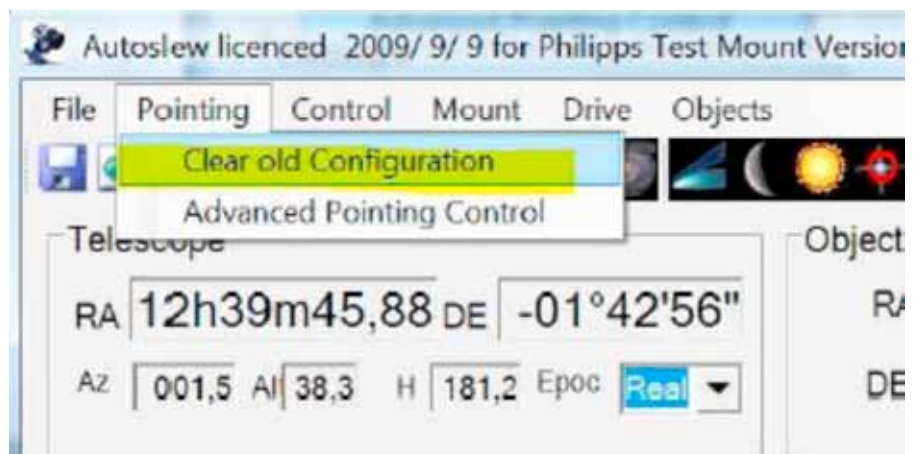 Autoslew licenced 2009/ 9/ 9 for Philipps Test Mount Version
File Pointing Control Mount Drive Objects
Clear old Configuration
Advanced Pointing Control
Telescope Object
RA 12h39m45,88 DE -01°42'56" RA
Az 001,5 Al 38,3 H 181,2 Epoc Real DE